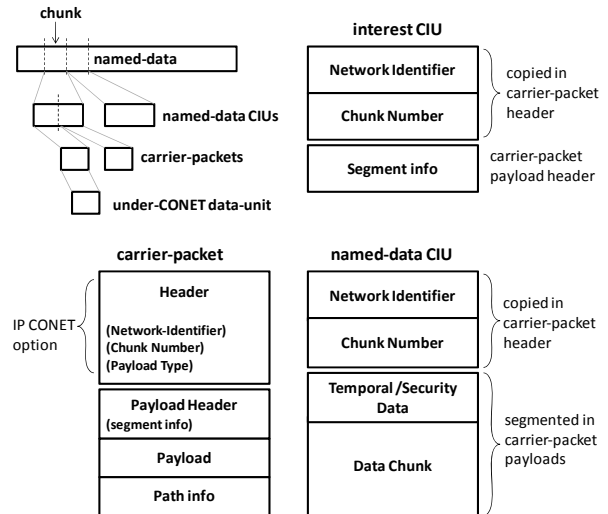 chunk
named-data
named-data CIUs
carrier-packets
under-CONET data-unit
interest CIU
Network Identifier
Chunk Number
copied in
carrier-packet
header
Segment info
carrier-packet
payload header
carrier-packet
Header
(Network-Identifier)
(Chunk Number)
(Payload Type)
IP CONET
option
Payload Header
(segment info)
Payload
Path info
named-data CIU
Network Identifier
Chunk Number
copied in
carrier-packet
header
Temporal /Security
Data
Data Chunk
segmented in
carrier-packet
payloads